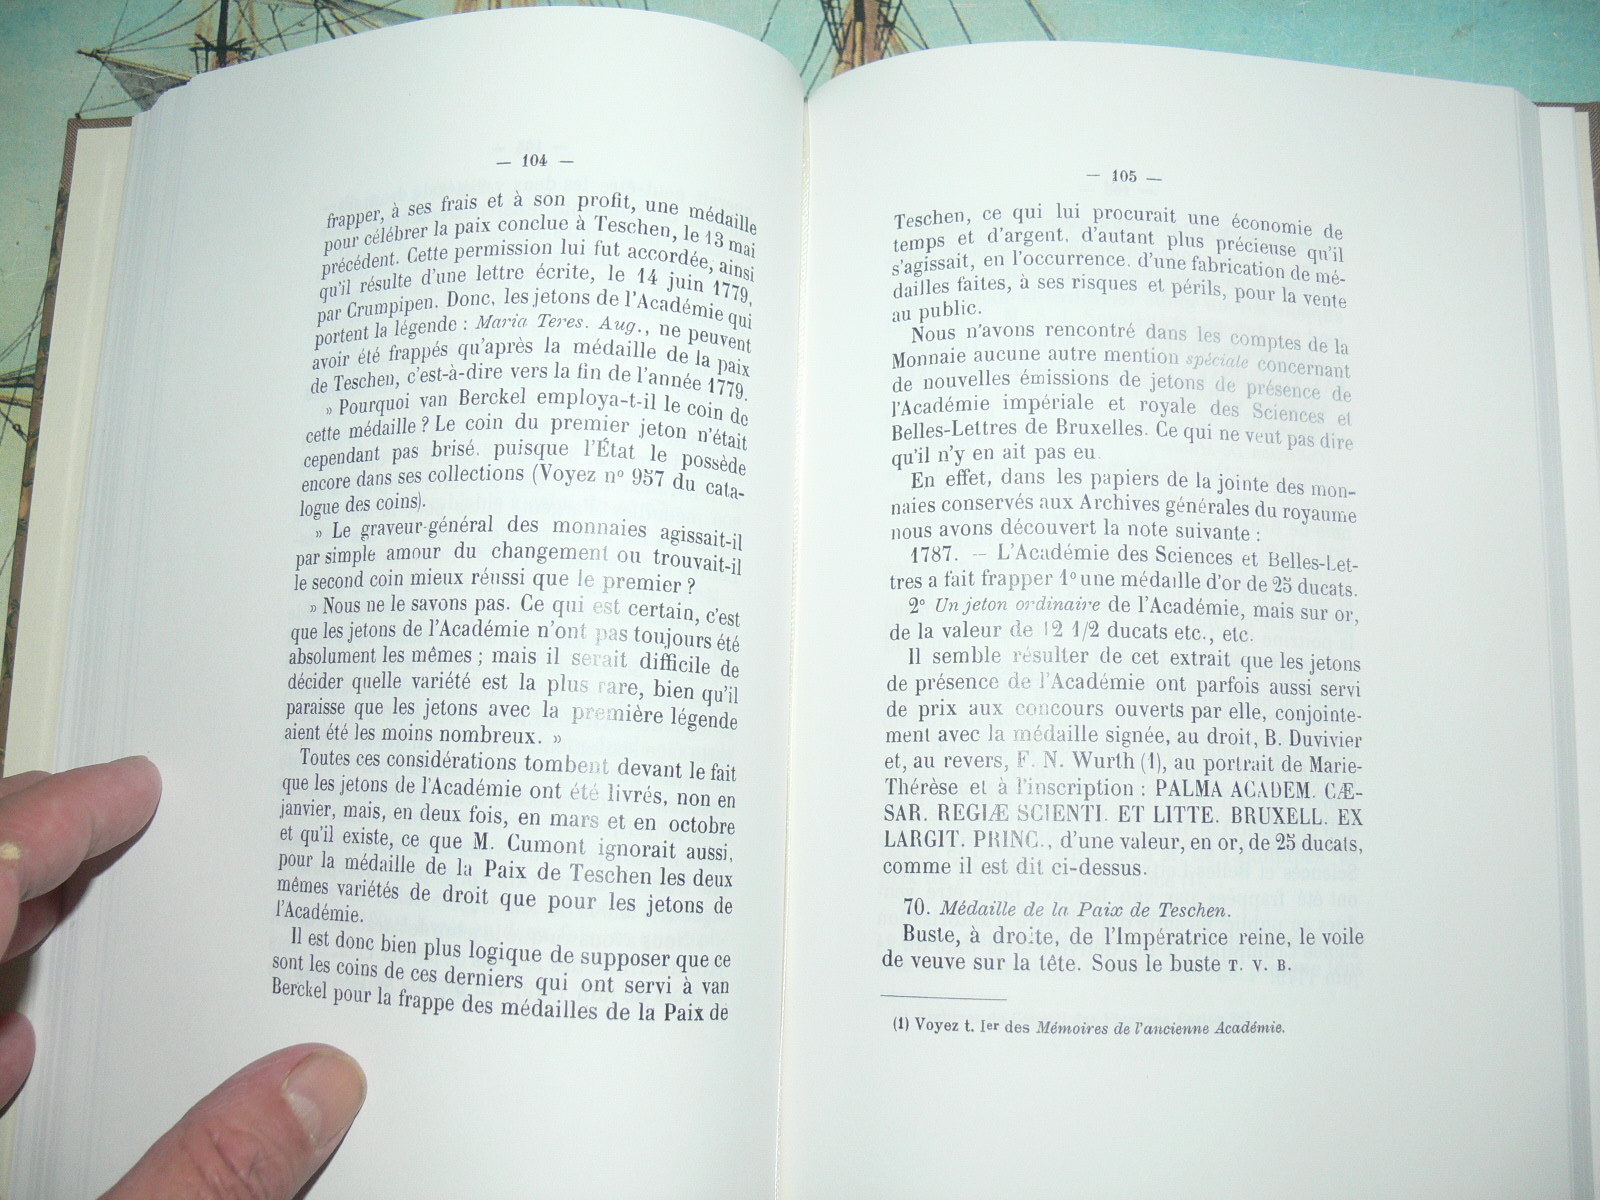 — 104 —
frapper, à ses frais et à son profit, une médaille
pour célébrer la paix conclue à Teschen, le 13 mai
précédent. Cette permission lui fut accordée, ainsi
qu'il résulte d'une lettre écrite, le 14 juin 1779,
par Crumpipen. Donc, les jetons de l'Académie qui
portent la légende : Maria Teres. Aug., ne peuvent
avoir été frappés qu'après la médaille de la paix
de Teschen, c'est-à-dire vers la fin de l'année 1779.
» Pourquoi van Berckel employa-t-il le coin de
cette médaille ? Le coin du premier jeton n'était
cependant pas brisé, puisque l'État le possède
encore dans ses collections (Voyez n° 957 du cata-
logue des coins).
» Le graveur-général des monnaies agissait-il
par simple amour du changement ou trouvait-il
le second coin mieux réussi que le premier ?
» Nous ne le savons pas. Ce qui est certain, c'est
que les jetons de l'Académie n'ont pas toujours été
absolument les mêmes ; mais il serait difficile de
décider quelle variété est la plus rare, bien qu'il
paraisse que les jetons avec la première légende
aient été les moins nombreux. »
Toutes ces considérations tombent devant le fait
que les jetons de l'Académie ont été livrés, non en
janvier, mais, en deux fois, en mars et en octobre
et qu'il existe, ce que M. Cumont ignorait aussi,
pour la médaille de la Paix de Teschen les deux
mêmes variétés de droit que pour les jetons de
l'Académie.
Il est donc bien plus logique de supposer que ce
sont les coins de ces derniers qui ont servi à van
Berckel pour la frappe des médailles de la Paix de
— 105 —
Teschen, ce qui lui procurait une économie de
temps et d'argent, d'autant plus précieuse qu'il
s'agissait, en l'occurrence, d'une fabrication de mé-
dailles faites, à ses risques et périls, pour la vente
au public.
Nous n'avons rencontré dans les comptes de la
Monnaie aucune autre mention spéciale concernant
de nouvelles émissions de jetons de présence de
l'Académie impériale et royale des Sciences et
Belles-Lettres de Bruxelles. Ce qui ne veut pas dire
qu'il n'y en ait pas eu.
En effet, dans les papiers de la jointe des mon-
naies conservés aux Archives générales du royaume
nous avons découvert la note suivante :
1787. — L'Académie des Sciences et Belles-Let-
tres a fait frapper 1° une médaille d'or de 25 ducats.
2° Un jeton ordinaire de l'Académie, mais sur or,
de la valeur de 12 1/2 ducats etc., etc.
Il semble résulter de cet extrait que les jetons
de présence de l'Académie ont parfois aussi servi
de prix aux concours ouverts par elle, conjointe-
ment avec la médaille signée, au droit, B. Duvivier
et, au revers, F. N. Wurth (1), au portrait de Marie-
Thérèse et à l'inscription : PALMA ACADEM. CÆ-
SAR. REGIÆ SCIENTI. ET LITTE. BRUXELL. EX
LARGIT. PRINC., d'une valeur, en or, de 25 ducats,
comme il est dit ci-dessus.
70. Médaille de la Paix de Teschen.
Buste, à droite, de l'Impératrice reine, le voile
de veuve sur la tête. Sous le buste T. V. B.
(1) Voyez t. Ier des Mémoires de l'ancienne Académie.